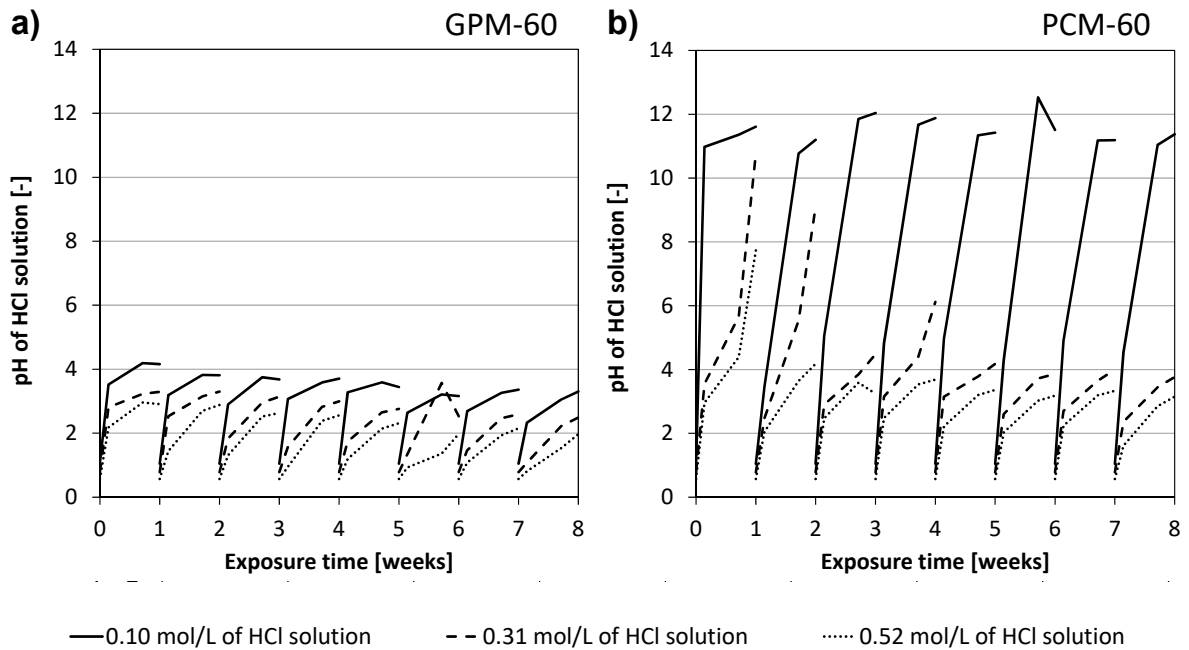 a) GPM-60
14
12
10
8
6
4
2
0
pH of HCl solution [-]
0 1 2 3 4 5 6 7 8
Exposure time [weeks]
b) PCM-60
14
12
10
8
6
4
2
0
pH of HCl solution [-]
0 1 2 3 4 5 6 7 8
Exposure time [weeks]
0.10 mol/L of HCl solution 0.31 mol/L of HCl solution 0.52 mol/L of HCl solution